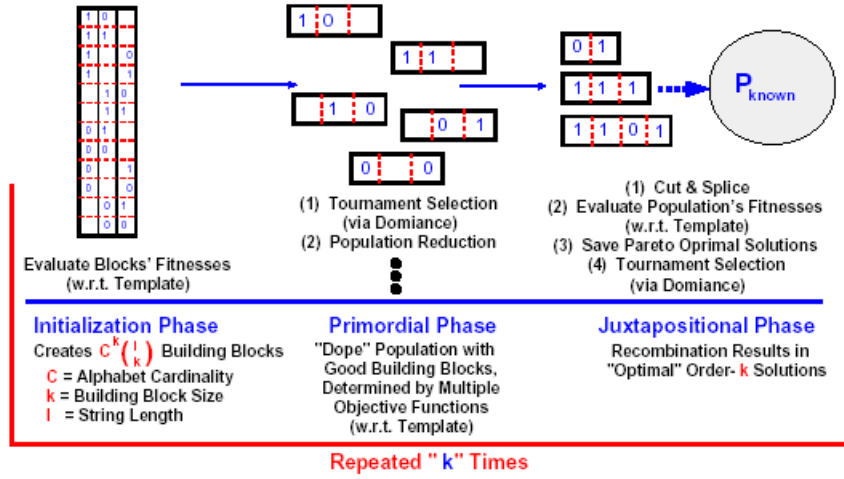 1 0
1 1
1 0
1 1
1 0
1 1
0 1
0 0
0 1
0 0
0 1
0 0
Evaluate Blocks' Fitnesses
(w.r.t. Template)
1 0
1 1
1 0
0 1
0 0
(1) Tournament Selection
(via Domiance)
(2) Population Reduction
0 1
1 1 1
1 1 0 1
P known
(1) Cut & Splice
(2) Evaluate Population's Fitnesses
(w.r.t. Template)
(3) Save Pareto Oprimal Solutions
(4) Tournament Selection
(via Domiance)
Initialization Phase
Creates C^k (l k) Building Blocks
C = Alphabet Cardinality
k = Building Block Size
l = String Length
Primordial Phase
"Dope" Population with
Good Building Blocks,
Determined by Multiple
Objective Functions
(w.r.t. Template)
Juxtapositional Phase
Recombination Results in
"Optimal" Order- k Solutions
Repeated " k" Times